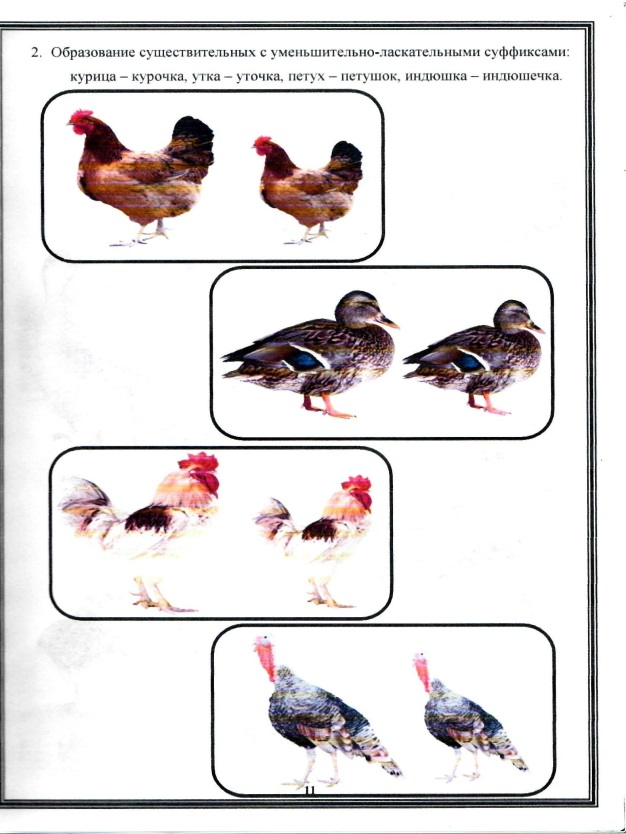 2. Образование существительных с уменьшительно-ласкательными суффиксами:
курица – курочка, утка – уточка, петух – петушок, индюшка – индюшечка.
11